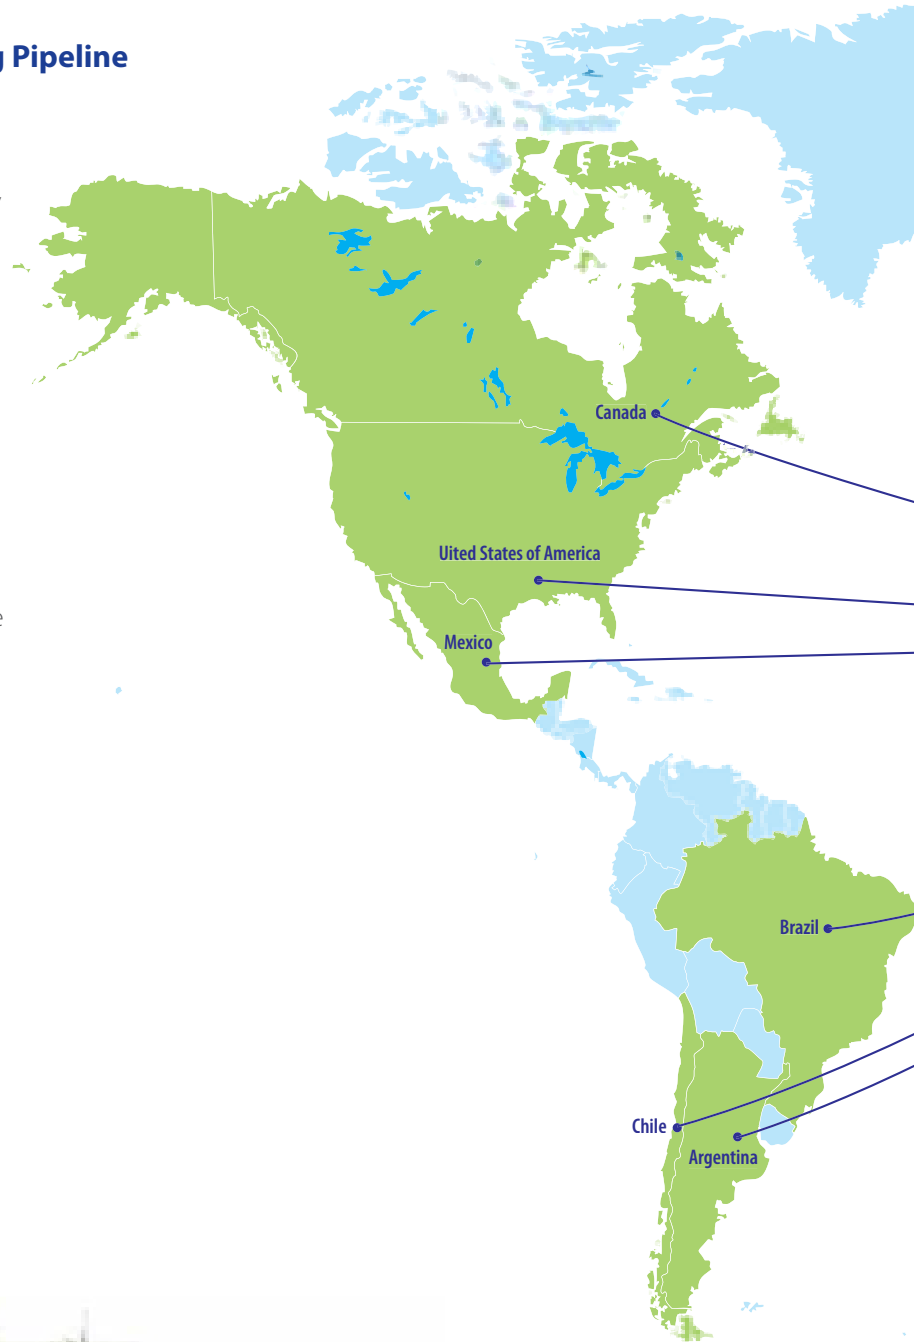 Pipeline
Canada
Uited States of America
Mexico
Brazil
Chile
Argentina